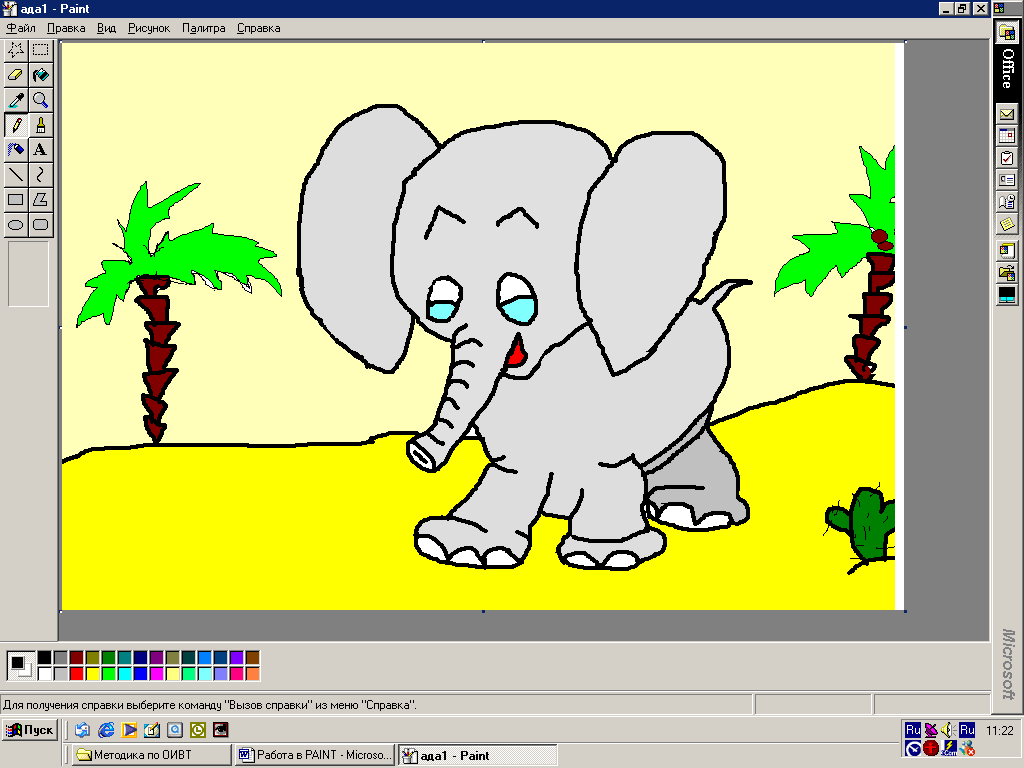 ада1 - Paint
Файл Правка Вид Рисунок Палитра Справка
Office
A
Microsoft
Для получения справки выберите команду "Вызов справки" из меню "Справка".
Пуск
Ru
Ru
3Com
11:22
Методика по ОИВТ
Работа в PAINT - Microso...
ада1 - Paint